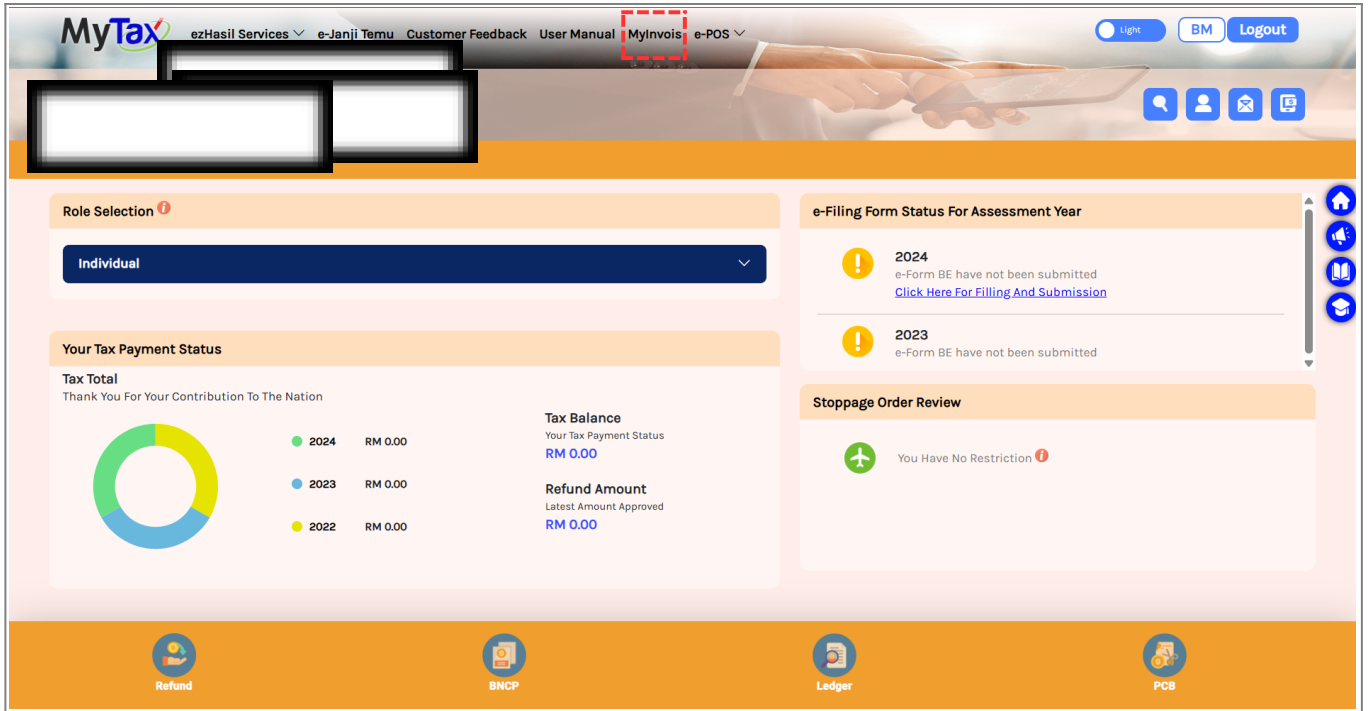 MyTax
ezHasil Services e-Janji Temu Customer Feedback User Manual MyInvois e-POS
Light BM Logout
Role Selection
Individual
Your Tax Payment Status
Tax Total
Thank You For Your Contribution To The Nation
2024 RM 0.00
2023 RM 0.00
2022 RM 0.00
Tax Balance
Your Tax Payment Status
RM 0.00
Refund Amount
Latest Amount Approved
RM 0.00
e-Filing Form Status For Assessment Year
2024
e-Form BE have not been submitted
Click Here For Filling And Submission
2023
e-Form BE have not been submitted
Stoppage Order Review
You Have No Restriction
Refund BNCP Ledger PCB